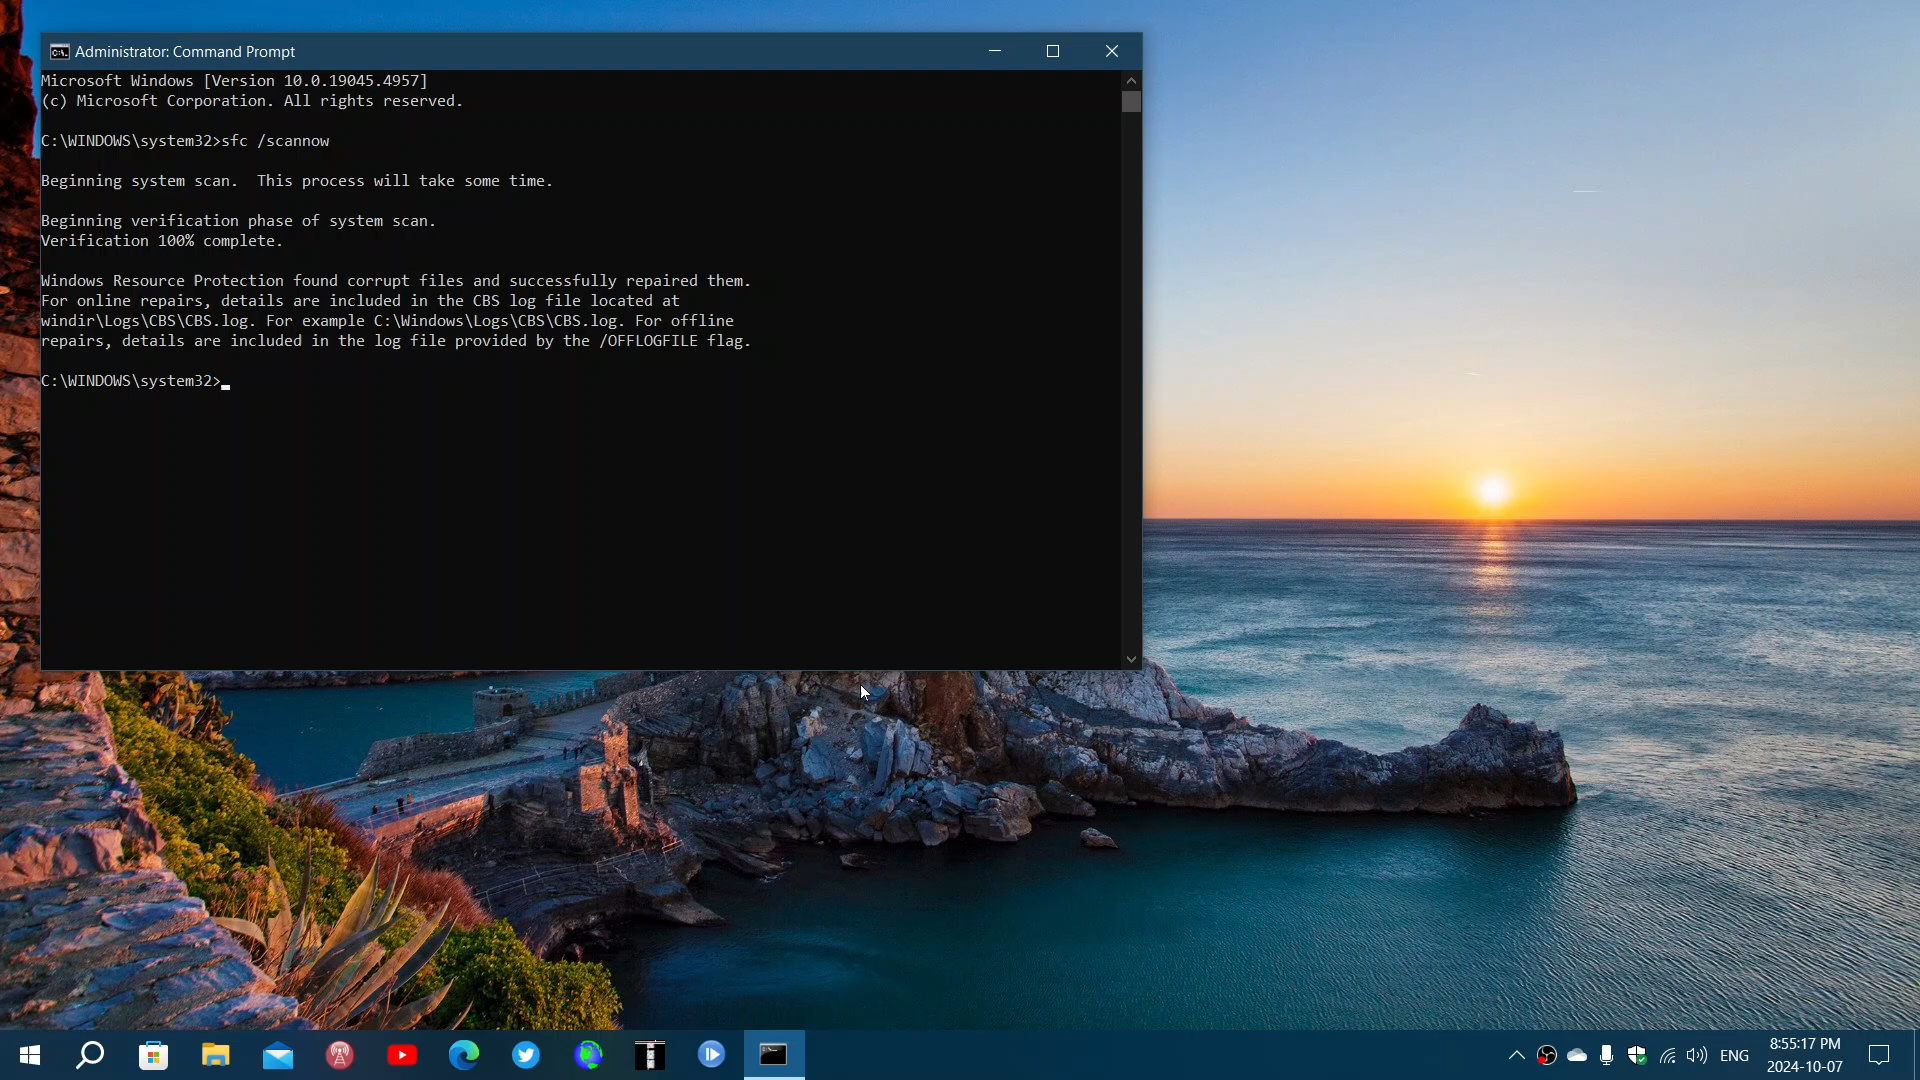 Administrator: Command Prompt
Microsoft Windows [Version 10.0.19045.4957]
(c) Microsoft Corporation. All rights reserved.
C:\WINDOWS\system32>sfc /scannow
Beginning system scan.  This process will take some time.
Beginning verification phase of system scan.
Verification 100% complete.
Windows Resource Protection found corrupt files and successfully repaired them.
For online repairs, details are included in the CBS log file located at
windir\Logs\CBS\CBS.log. For example C:\Windows\Logs\CBS\CBS.log. For offline
repairs, details are included in the log file provided by the /OFFLOGFILE flag.
C:\WINDOWS\system32>
ENG
8:55:17 PM
2024-10-07